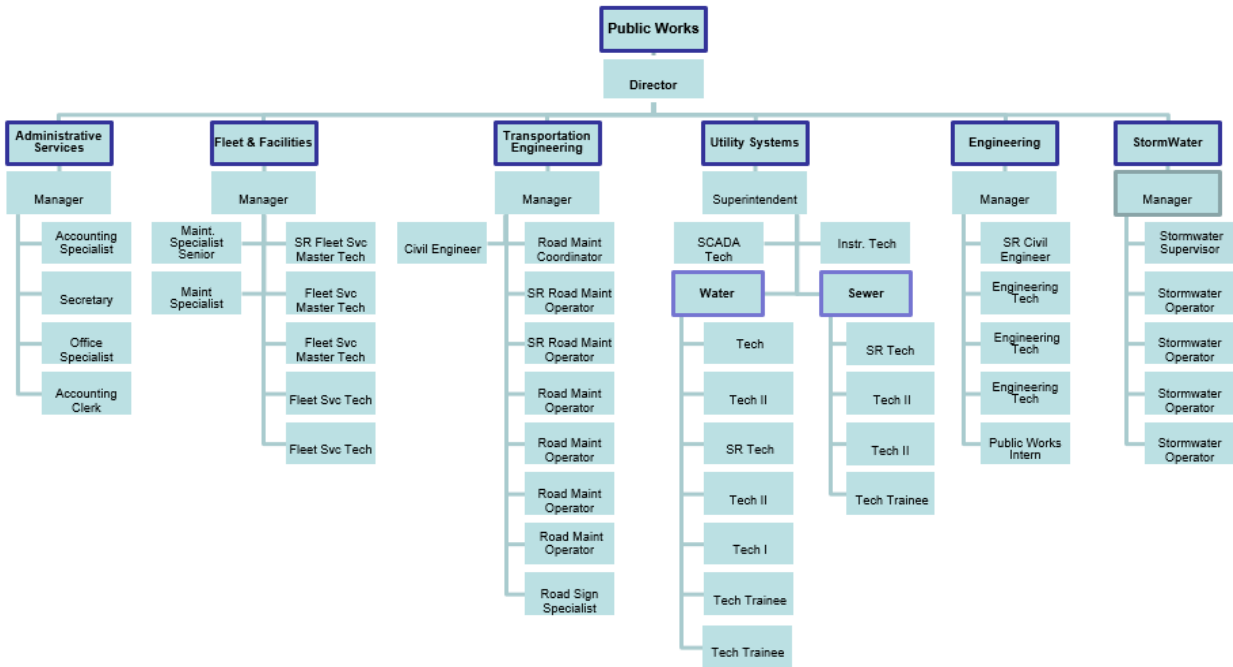 Public Works
Director
Administrative
Services
Manager
Accounting
Specialist
Secretary
Office
Specialist
Accounting
Clerk
Fleet & Facilities
Manager
Maint.
Specialist
Senior
Maint
Specialist
SR Fleet Svc
Master Tech
Fleet Svc
Master Tech
Fleet Svc
Master Tech
Fleet Svc Tech
Fleet Svc Tech
Transportation
Engineering
Manager
Civil Engineer
Road Maint
Coordinator
SR Road Maint
Operator
SR Road Maint
Operator
Road Maint
Operator
Road Maint
Operator
Road Maint
Operator
Road Maint
Operator
Road Sign
Specialist
Utility Systems
Superintendent
SCADA
Tech
Instr. Tech
Water
Tech
Tech II
SR Tech
Tech II
Tech I
Tech Trainee
Tech Trainee
Sewer
SR Tech
Tech II
Tech II
Tech Trainee
Engineering
Manager
SR Civil
Engineer
Engineering
Tech
Engineering
Tech
Engineering
Tech
Public Works
Intern
StormWater
Manager
Stormwater
Supervisor
Stormwater
Operator
Stormwater
Operator
Stormwater
Operator
Stormwater
Operator